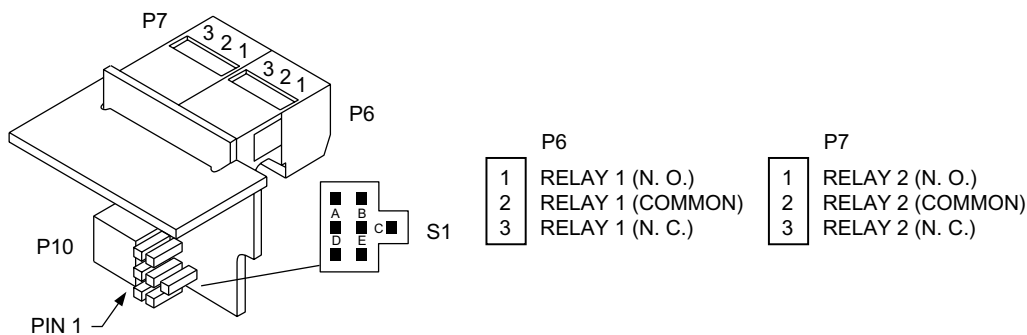 P7
3 2 1
3 2 1
P6
P10
PIN 1
A B
C
D E
S1
P6
1 RELAY 1 (N. O.)
2 RELAY 1 (COMMON)
3 RELAY 1 (N. C.)
P7
1 RELAY 2 (N. O.)
2 RELAY 2 (COMMON)
3 RELAY 2 (N. C.)